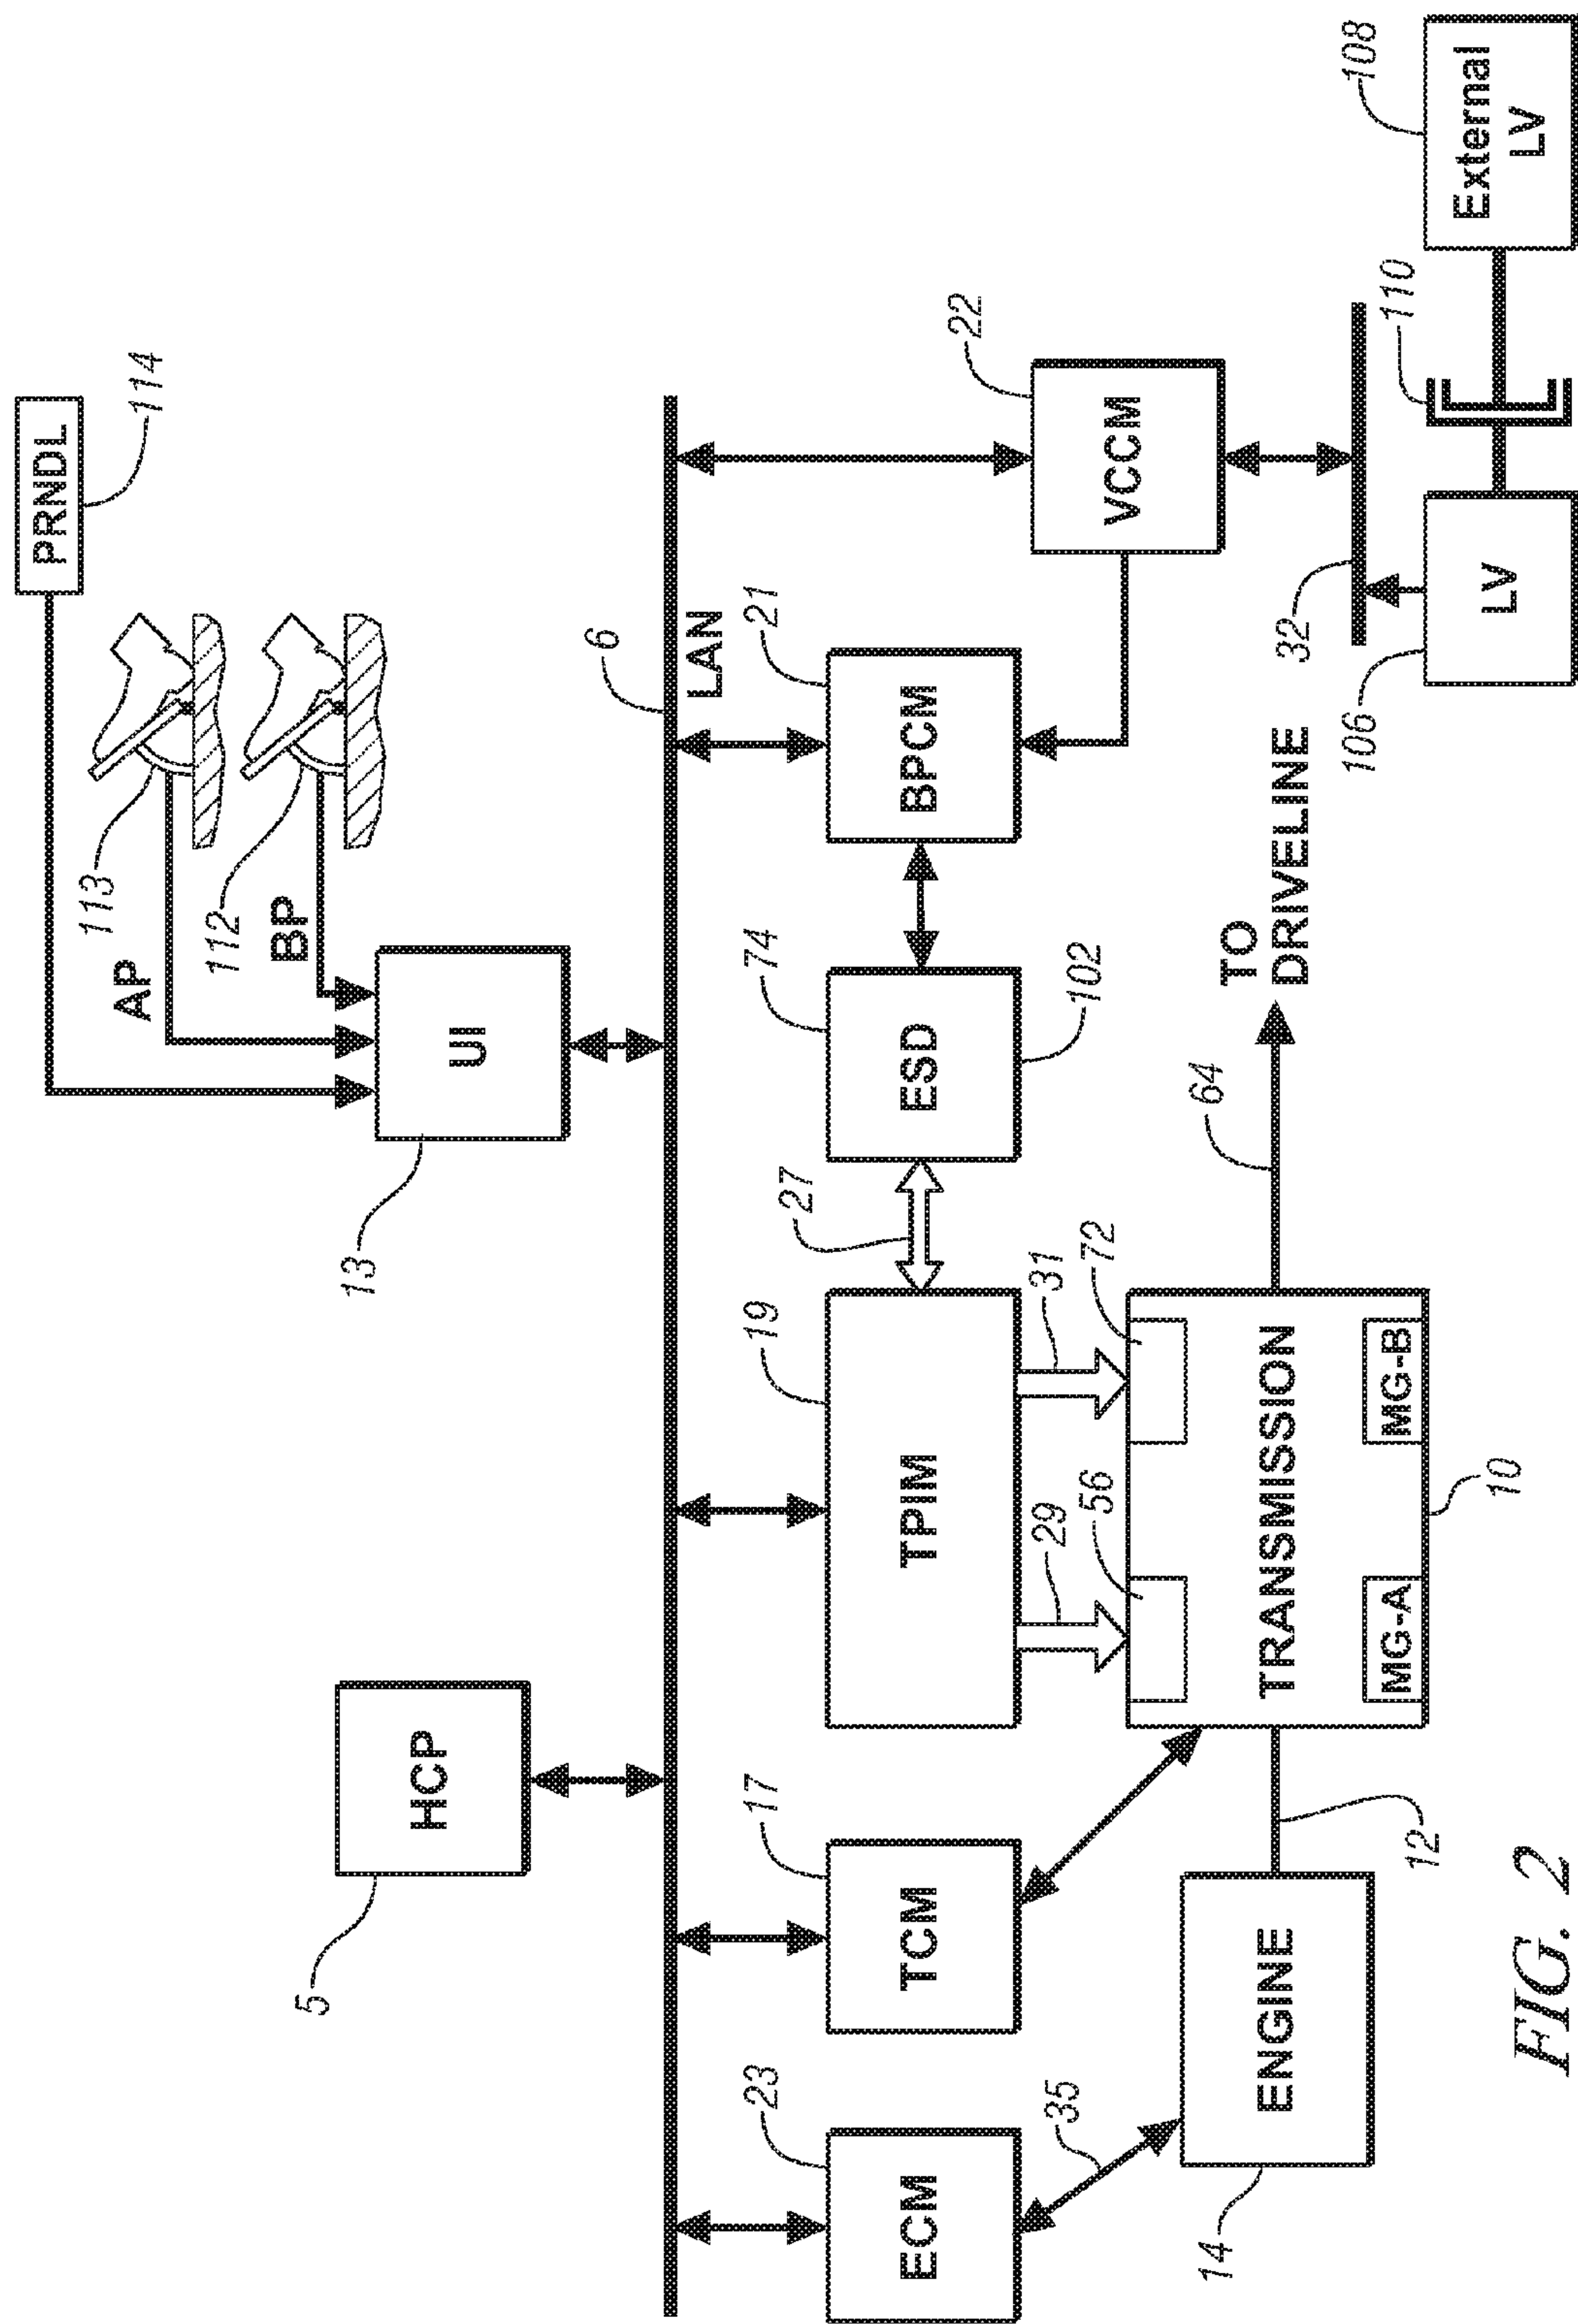 PRNDL
114
AP
113
BP
112
UI
13
HCP
5
6
LAN
ECM
23
TCM
17
TPIM
19
27
ESD
74
102
BPCM
21
VCCM
22
35
29
56
31
72
ENGINE
14
12
TRANSMISSION
MG-A
MG-B
10
64
TO
DRIVELINE
32
LV
106
110
External
LV
108
FIG. 2